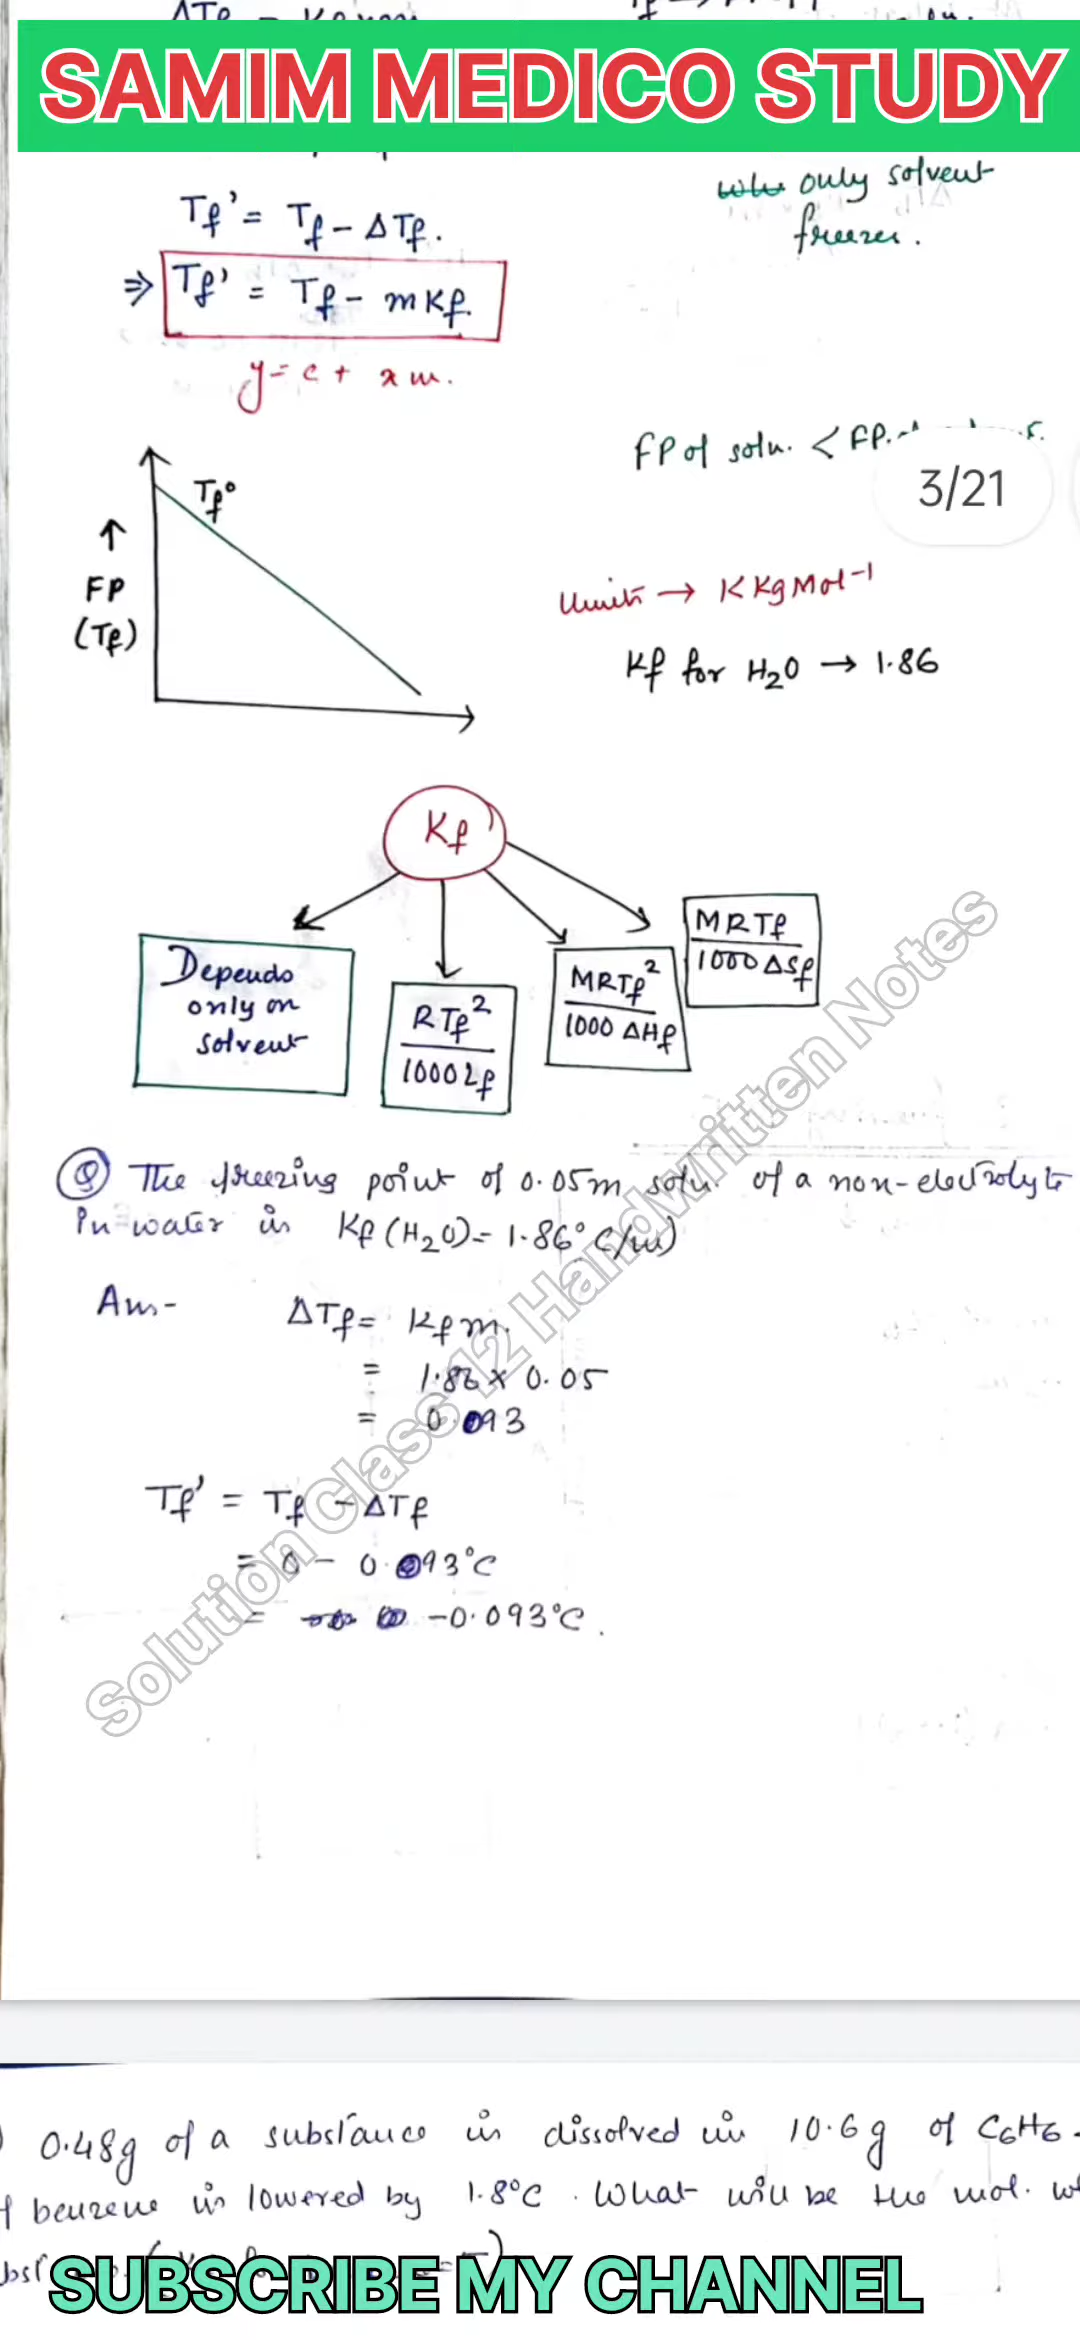 SAMIM MEDICO STUDY
Tf' = Tf - ΔTf.
⇒ Tf' = Tf - mKf.
y = c + x m.
only solvent
freezes.
FP of soln. < FP.
3/21
Tf°
↑
FP
(Tf)
Units → K Kg Mol⁻¹
Kf for H₂O → 1.86
Kf
Depends
only on
solvent
RTf²
1000 Lf
MRTf²
1000 ΔHf
MRTf
1000 ΔSf
Q The freezing point of 0.05m soln. of a non-electrolyte
in water is Kf (H₂O) = 1.86° C/m)
Ans-
ΔTf = Kf m.
= 1.86 x 0.05
= 0.093
Tf' = Tf - ΔTf
= 0 - 0.093°C
= -0.093°C.
Solution Class 12 Handwritten Notes
0.48g of a substance is dissolved in 10.6g of C₆H₆.
benzene is lowered by 1.8°C. What will be the mol. w
SUBSCRIBE MY CHANNEL